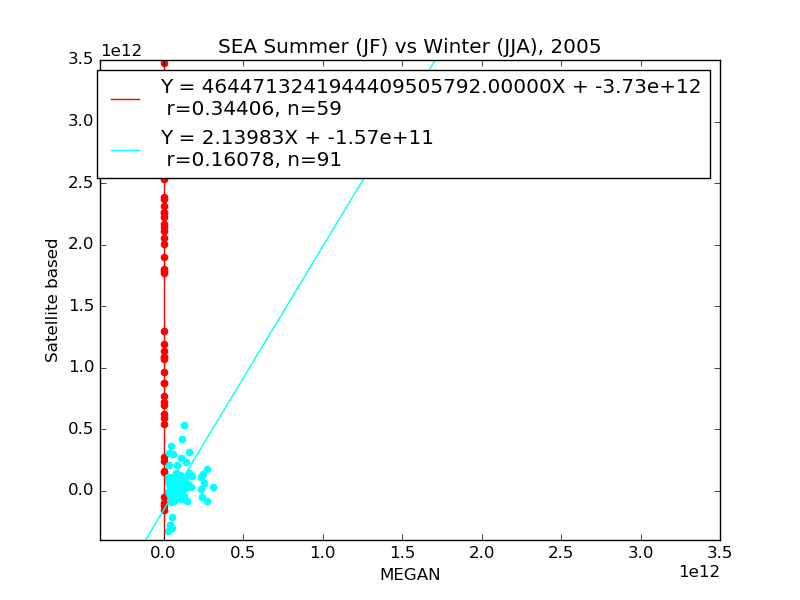 SEA Summer (JF) vs Winter (JJA), 2005
1e12
Y = 4644713241944409505792.00000X + -3.73e+12
r=0.34406, n=59
Y = 2.13983X + -1.57e+11
r=0.16078, n=91
3.5
3.0
2.5
2.0
1.5
1.0
0.5
0.0
Satellite based
0.0 0.5 1.0 1.5 2.0 2.5 3.0 3.5
MEGAN
1e12